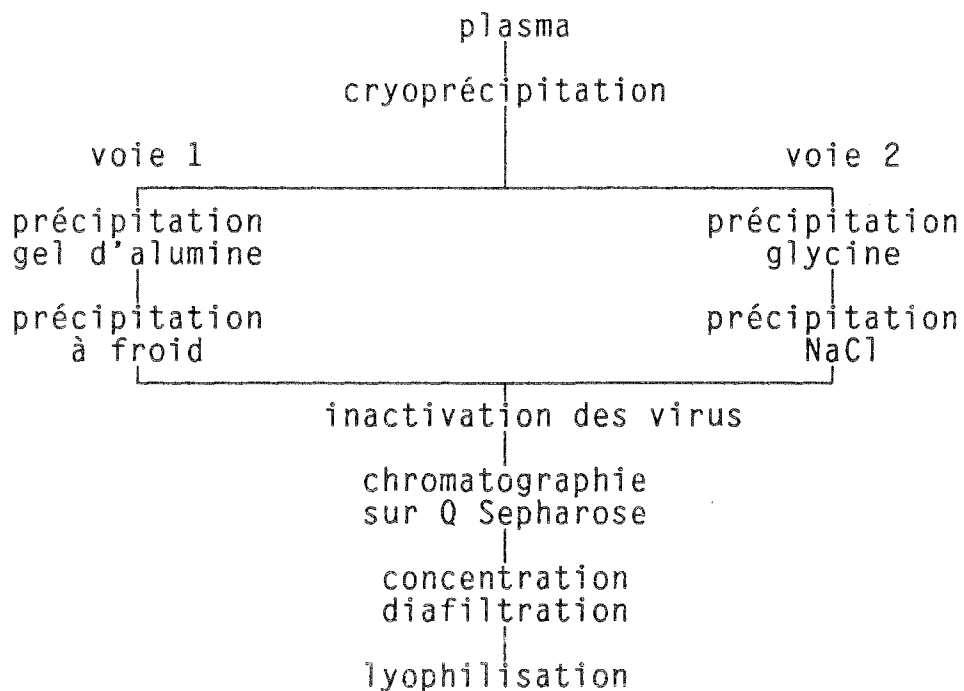 plasma
cryoprécipitation
voie 1
voie 2
précipitation
gel d'alumine
précipitation
à froid
précipitation
glycine
précipitation
NaCl
inactivation des virus
chromatographie
sur Q Sepharose
concentration
diafiltration
lyophilisation